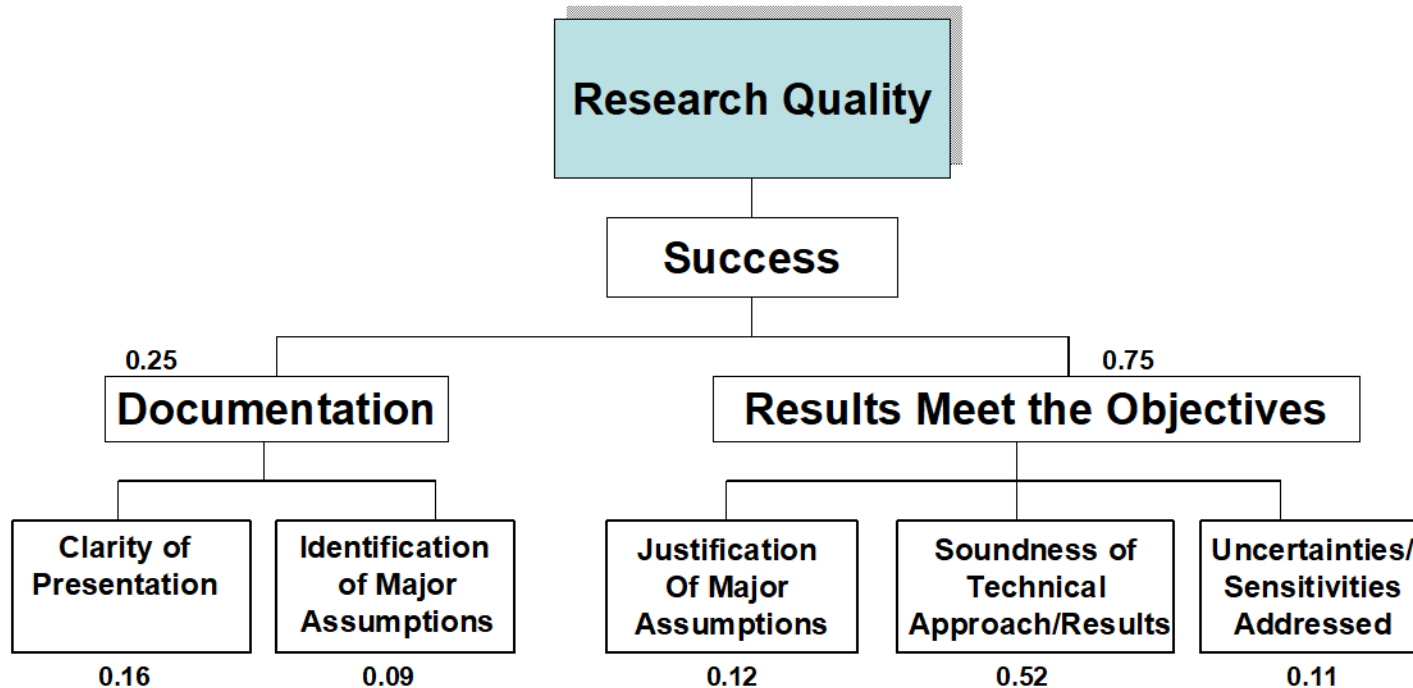 Research Quality
Success
0.25
0.75
Documentation
Results Meet the Objectives
Clarity of
Presentation
Identification
of Major
Assumptions
Justification
Of Major
Assumptions
Soundness of
Technical
Approach/Results
Uncertainties/
Sensitivities
Addressed
0.16
0.09
0.12
0.52
0.11